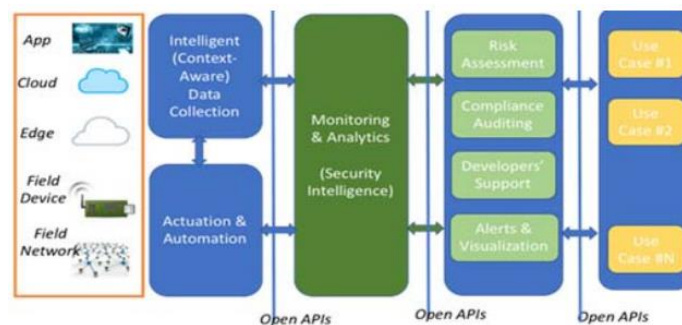 App
Cloud
Edge
Field
Device
Field
Network
Intelligent
(Context-
Aware)
Data
Collection
Actuation &
Automation
Monitoring
& Analytics
(Security
Intelligence)
Risk
Assessment
Compliance
Auditing
Developers'
Support
Alerts &
Visualization
Use
Case #1
Use
Case #2
Use
Case #N
Open APIs
Open APIs
Open APIs